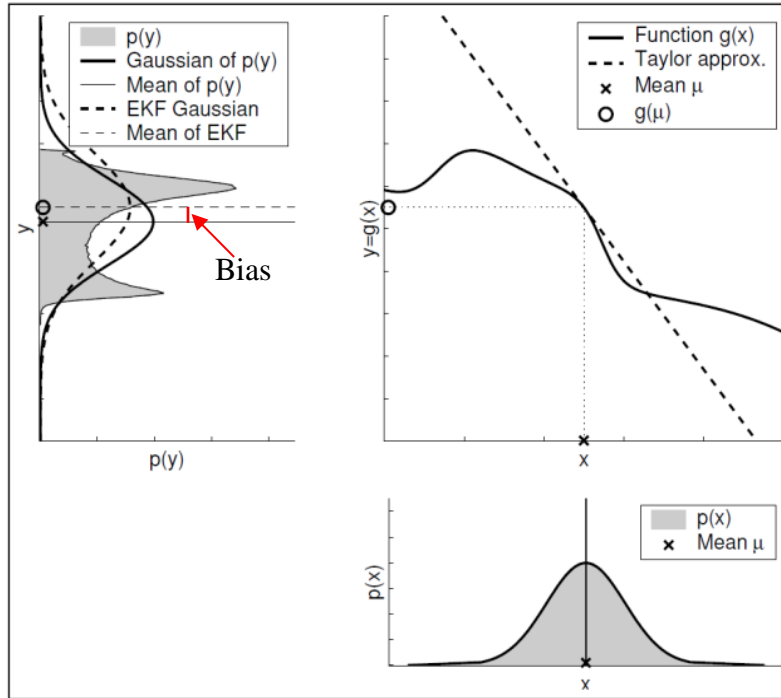 p(y)
Gaussian of p(y)
Mean of p(y)
EKF Gaussian
Mean of EKF
y
Bias
p(y)
Function g(x)
Taylor approx.
Mean μ
g(μ)
y=g(x)
x
p(x)
Mean μ
p(x)
x